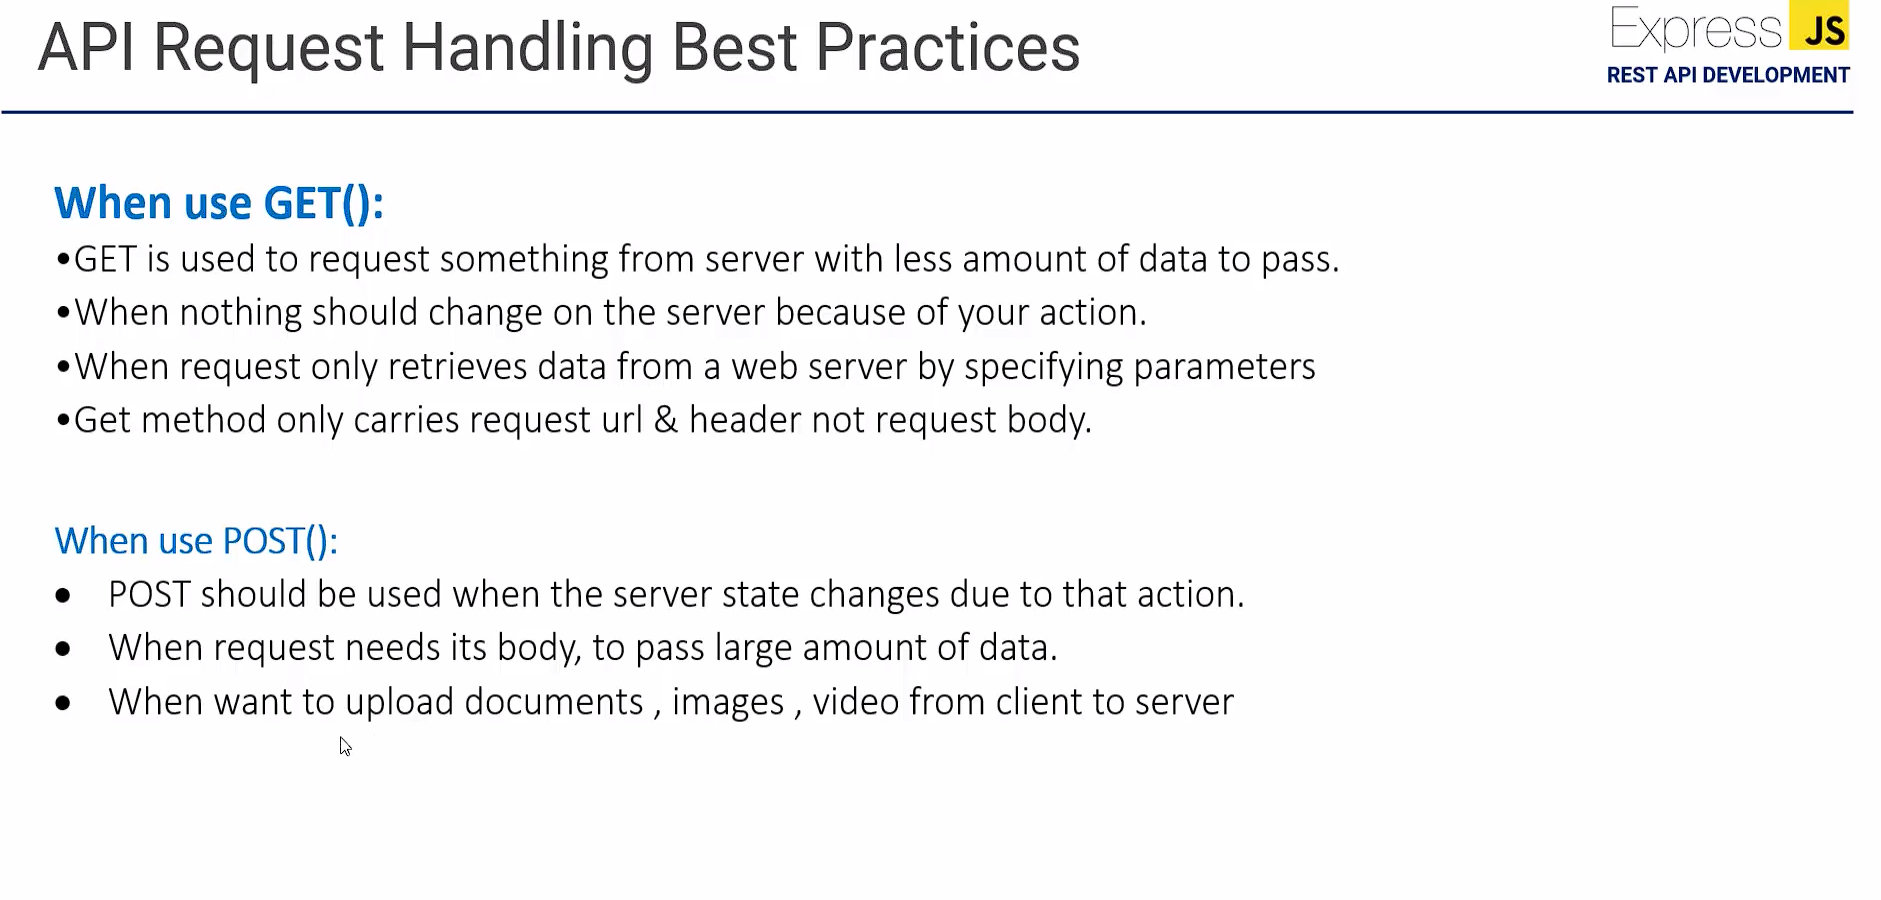 API Request Handling Best Practices
Express JS
REST API DEVELOPMENT
When use GET():
•GET is used to request something from server with less amount of data to pass.
•When nothing should change on the server because of your action.
•When request only retrieves data from a web server by specifying parameters
•Get method only carries request url & header not request body.
When use POST():
• POST should be used when the server state changes due to that action.
• When request needs its body, to pass large amount of data.
• When want to upload documents , images , video from client to server